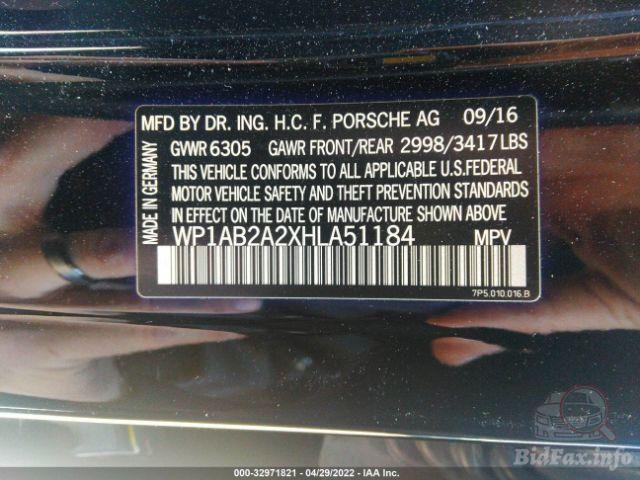 MFD BY DR. ING. H.C. F. PORSCHE AG 09/16
GVWR 6305 GAWR FRONT/REAR 2998/3417 LBS
THIS VEHICLE CONFORMS TO ALL APPLICABLE U.S.FEDERAL
MOTOR VEHICLE SAFETY AND THEFT PREVENTION STANDARDS
IN EFFECT ON THE DATE OF MANUFACTURE SHOWN ABOVE
WP1AB2A2XHLA51184 MPV
MADE IN GERMANY
7P5.010.016.B
BidFax.info
000-32971821 - 04/29/2022 - IAA Inc.